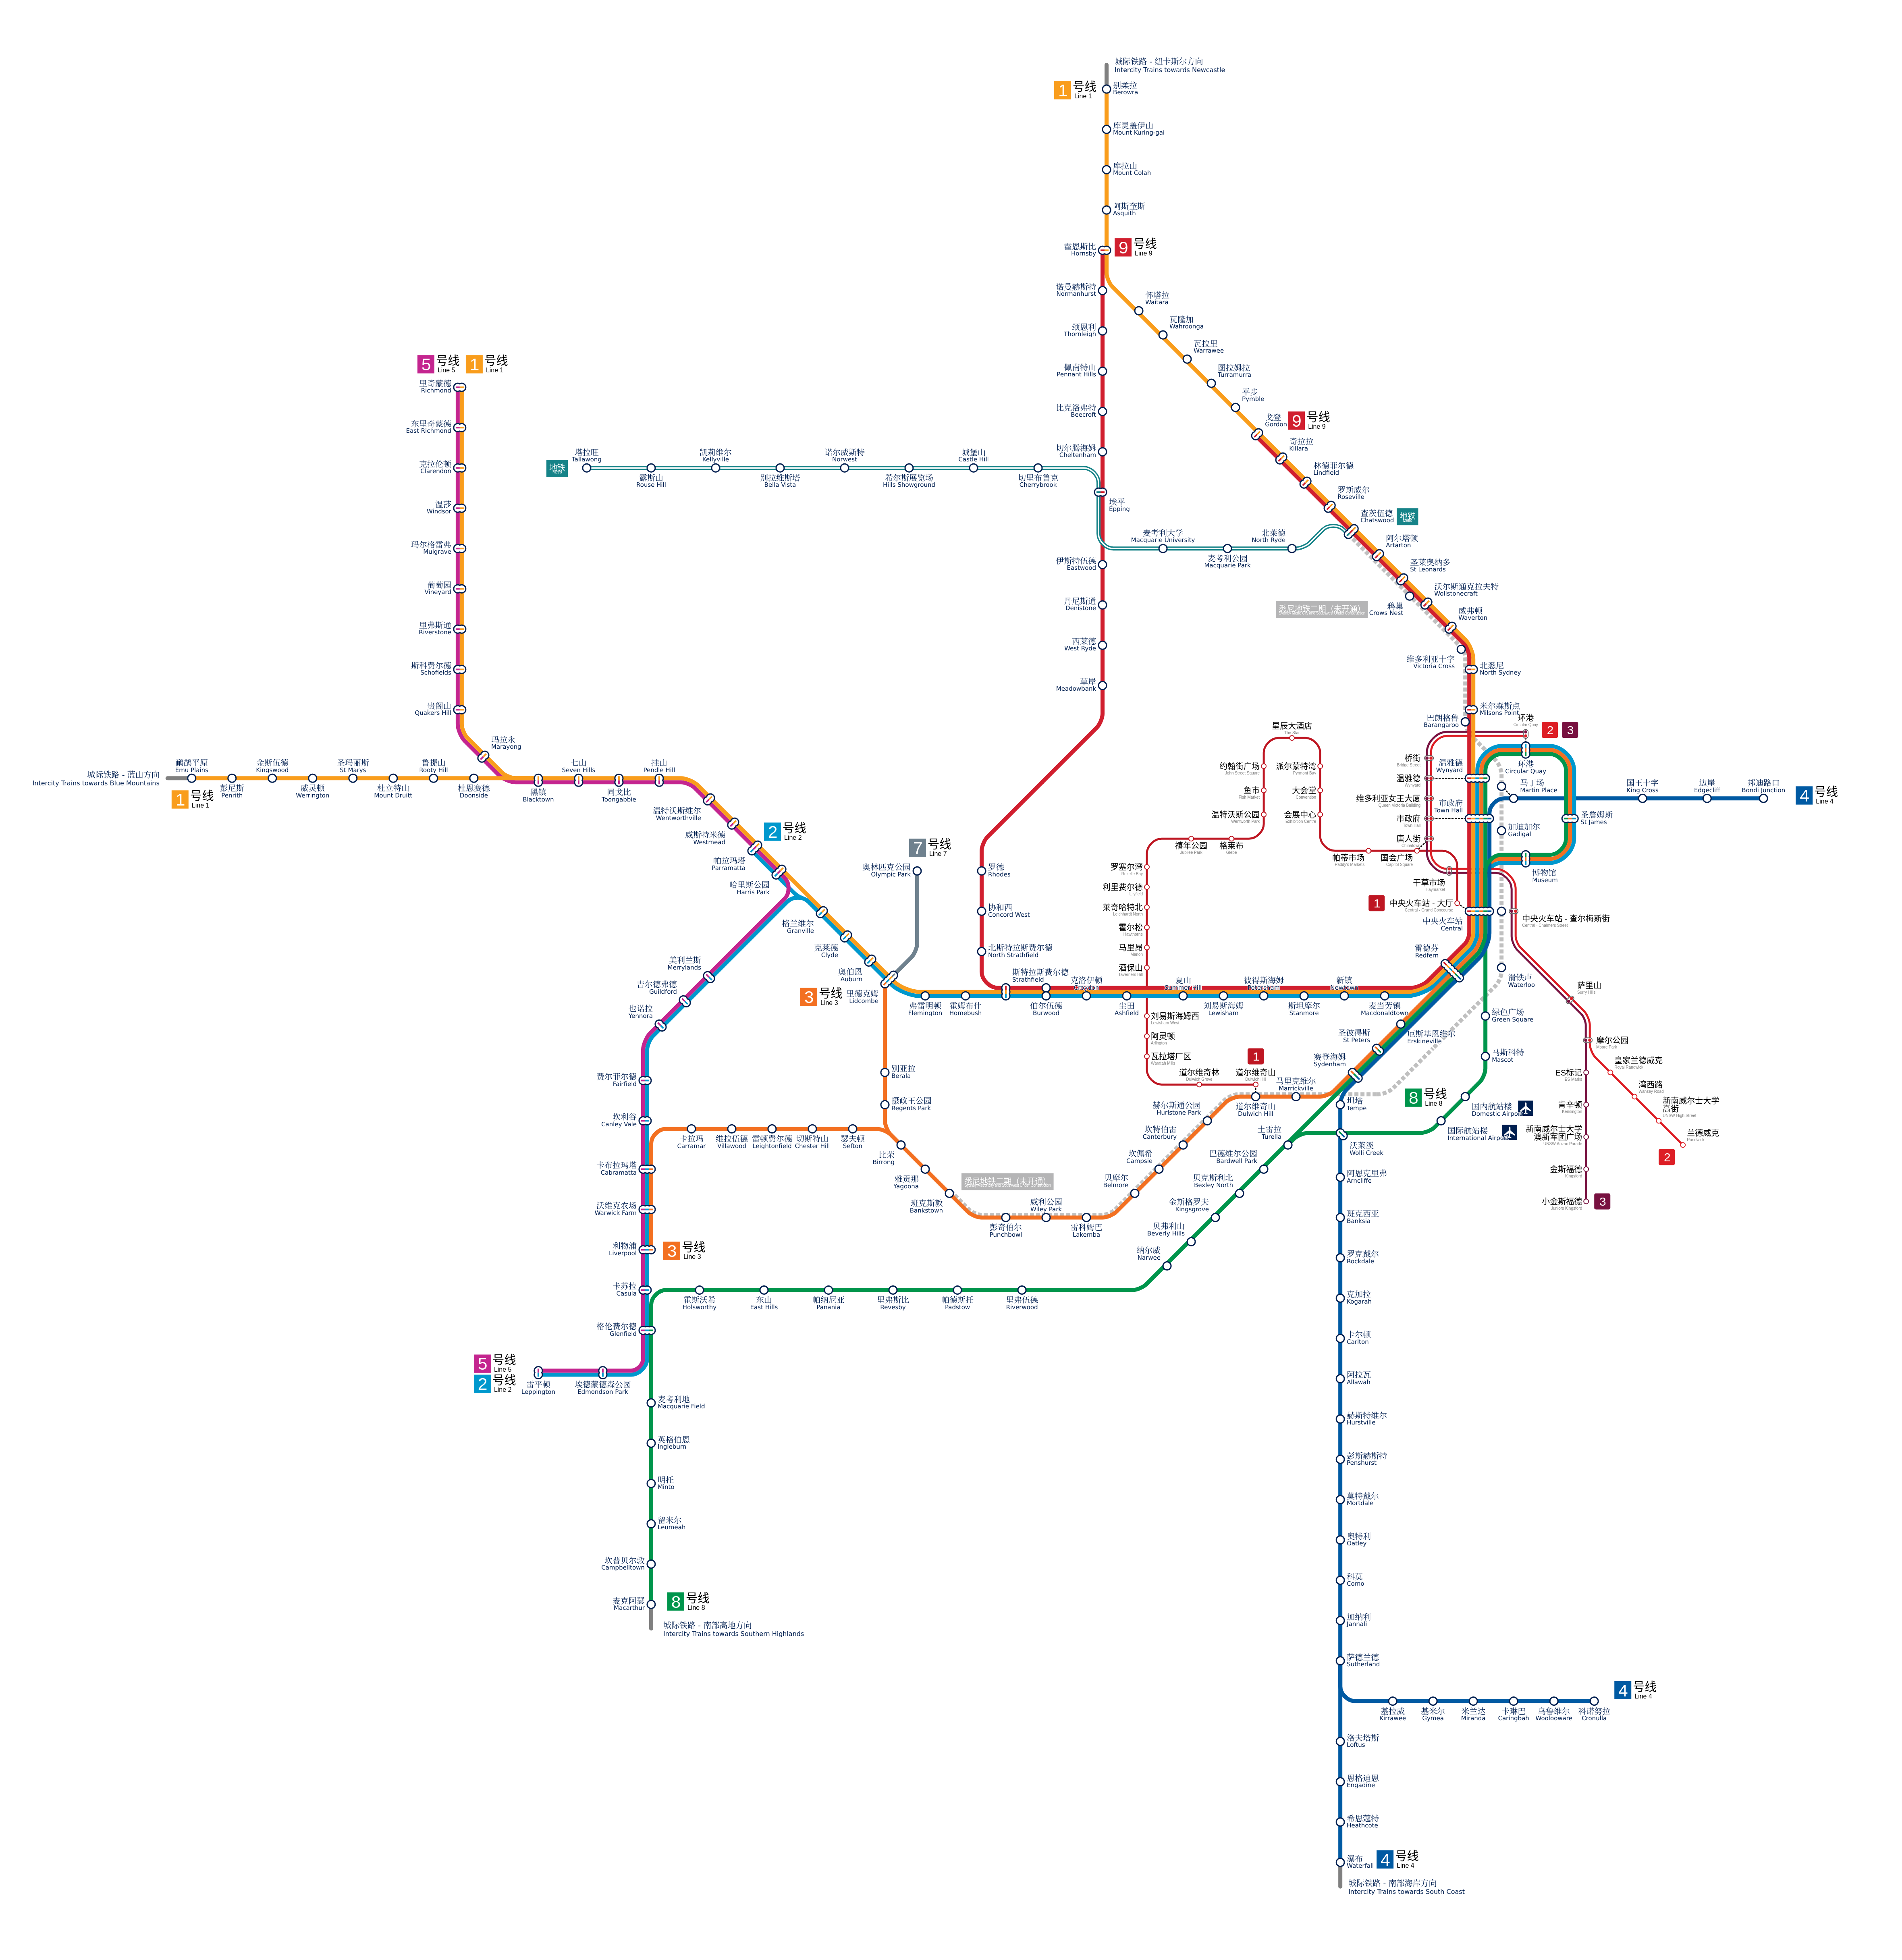 城际铁路 - 纽卡斯尔方向
Intercity Trains towards Newcastle
1 号线
Line 1
别柔拉
Berowra
库灵盖伊山
Mount Kuring-gai
库拉山
Mount Colah
阿斯奎斯
Asquith
霍恩斯比
Hornsby
9 号线
Line 9
诺曼赫斯特
Normanhurst
颂恩利
Thornleigh
佩南特山
Pennant Hills
比克洛弗特
Beecroft
切尔腾海姆
Cheltenham
怀塔拉
Waitara
瓦隆加
Wahroonga
瓦拉里
Warrawee
图拉姆拉
Turramurra
平步
Pymble
戈登
Gordon
9 号线
Line 9
奇拉拉
Killara
林德菲尔德
Lindfield
罗斯威尔
Roseville
查茨伍德
Chatswood
地铁
阿尔塔顿
Artarton
圣莱奥纳多
St Leonards
沃尔斯通克拉夫特
Wollstonecraft
威弗顿
Waverton
悉尼地铁二期（未开通）
鸦巢
Crows Nest
维多利亚十字
Victoria Cross
北悉尼
North Sydney
米尔森斯点
Milsons Point
巴朗格鲁
Barangaroo
5 号线
Line 5
1 号线
Line 1
里奇蒙德
Richmond
东里奇蒙德
East Richmond
克拉伦顿
Clarendon
温莎
Windsor
玛尔格雷弗
Mulgrave
葡萄园
Vineyard
里弗斯通
Riverstone
斯科费尔德
Schofields
贵阁山
Quakers Hill
玛拉永
Marayong
地铁
塔拉旺
Tallawong
露斯山
Rouse Hill
凯莉维尔
Kellyville
别拉维斯塔
Bella Vista
诺尔威斯特
Norwest
希尔斯展览场
Hills Showground
城堡山
Castle Hill
切里布鲁克
Cherrybrook
埃平
Epping
麦考利大学
Macquarie University
麦考利公园
Macquarie Park
北莱德
North Ryde
伊斯特伍德
Eastwood
丹尼斯通
Denistone
西莱德
West Ryde
草岸
Meadowbank
城际铁路 - 蓝山方向
Intercity Trains towards Blue Mountains
1 号线
Line 1
鸸鹋平原
Emu Plains
彭尼斯
Penrith
金斯伍德
Kingswood
威灵顿
Werrington
圣玛丽斯
St Marys
杜立特山
Mount Druitt
鲁提山
Rooty Hill
杜恩赛德
Doonside
黑镇
Blacktown
七山
Seven Hills
同戈比
Toongabbie
挂山
Pendle Hill
温特沃斯维尔
Wentworthville
威斯特米德
Westmead
2 号线
Line 2
帕拉玛塔
Parramatta
哈里斯公园
Harris Park
格兰维尔
Granville
克莱德
Clyde
奥伯恩
Auburn
3 号线
Line 3
里德克姆
Lidcombe
7 号线
Line 7
奥林匹克公园
Olympic Park
罗德
Rhodes
协和西
Concord West
北斯特拉斯费尔德
North Strathfield
弗雷明顿
Flemington
霍姆布什
Homebush
斯特拉斯费尔德
Strathfield
伯尔伍德
Burwood
克洛伊顿
尘田
Ashfield
夏山
刘易斯海姆
Lewisham
彼得斯海姆
斯坦摩尔
Stanmore
新镇
麦当劳镇
Macdonaldtown
星辰大酒店
The Star
约翰街广场
John Street Square
派尔蒙特湾
Pyrmont Bay
鱼市
Fish Market
大会堂
Convention
温特沃斯公园
Wentworth Park
会展中心
Exhibition Centre
禧年公园
Jubilee Park
格莱布
Glebe
帕蒂市场
Paddy's Markets
国会广场
Capitol Square
罗塞尔湾
Rozelle Bay
利里费尔德
Lilyfield
莱奇哈特北
Leichhardt North
霍尔松
Hawthorne
马里昂
Marion
酒保山
Taverners Hill
刘易斯海姆西
Lewisham West
阿灵顿
Arlington
瓦拉塔厂区
Waratah Mills
道尔维奇林
Dulwich Grove
1
道尔维奇山
Dulwich Hill
桥街
Bridge Street
温雅德
Wynyard
维多利亚女王大厦
Queen Victoria Building
市政府
Town Hall
唐人街
Chinatown
干草市场
Haymarket
1
中央火车站 - 大厅
Central - Grand Concourse
环港
Circular Quay
2
3
温雅德
Wynyard
市政府
Town Hall
环港
Circular Quay
马丁场
Martin Place
国王十字
King Cross
边崖
Edgecliff
邦迪路口
Bondi Junction
4 号线
Line 4
加迪加尔
Gadigal
圣詹姆斯
St James
博物馆
Museum
中央火车站
Central
中央火车站 - 查尔梅斯街
Central - Chalmers Street
雷德芬
Redfern
滑铁卢
Waterloo
绿色广场
Green Square
马斯科特
Mascot
8 号线
Line 8
国内航站楼
Domestic Airport
国际航站楼
International Airport
萨里山
Surry Hills
摩尔公园
Moore Park
ES标记
ES Marks
肯辛顿
Kensington
新南威尔士大学
澳新军团广场
UNSW Anzac Parade
金斯福德
Kingsford
小金斯福德
Juniors Kingsford
3
皇家兰德威克
Royal Randwick
湾西路
Wansey Road
新南威尔士大学
高街
UNSW High Street
兰德威克
Randwick
2
厄斯基恩维尔
Erskineville
圣彼得斯
St Peters
赛登海姆
Sydenham
马里克维尔
Marrickville
道尔维奇山
Dulwich Hill
赫尔斯通公园
Hurlstone Park
坎特伯雷
Canterbury
坎佩希
Campsie
贝摩尔
Belmore
雷科姆巴
Lakemba
威利公园
Wiley Park
彭奇伯尔
Punchbowl
悉尼地铁二期（未开通）
班克斯敦
Bankstown
雅贡那
Yagoona
比荣
Birrong
别亚拉
Berala
摄政王公园
Regents Park
瑟夫顿
Sefton
切斯特山
Chester Hill
雷顿费尔德
Leightonfield
维拉伍德
Villawood
卡拉玛
Carramar
美利兰斯
Merrylands
吉尔德弗德
Guildford
也诺拉
Yennora
费尔菲尔德
Fairfield
坎利谷
Canley Vale
卡布拉玛塔
Cabramatta
沃维克农场
Warwick Farm
利物浦
Liverpool
3 号线
Line 3
卡苏拉
Casula
格伦费尔德
Glenfield
5 号线
Line 5
2 号线
Line 2
雷平顿
Leppington
埃德蒙德森公园
Edmondson Park
霍斯沃希
Holsworthy
东山
East Hills
帕纳尼亚
Panania
里弗斯比
Revesby
帕德斯托
Padstow
里弗伍德
Riverwood
纳尔威
Narwee
贝弗利山
Beverly Hills
金斯格罗夫
Kingsgrove
贝克斯利北
Bexley North
巴德维尔公园
Bardwell Park
土雷拉
Turella
麦考利地
Macquarie Field
英格伯恩
Ingleburn
明托
Minto
留米尔
Leumeah
坎普贝尔敦
Campbelltown
麦克阿瑟
Macarthur
8 号线
Line 8
城际铁路 - 南部高地方向
Intercity Trains towards Southern Highlands
坦培
Tempe
沃莱溪
Wolli Creek
阿恩克里弗
Arncliffe
班克西亚
Banksia
罗克戴尔
Rockdale
克加拉
Kogarah
卡尔顿
Carlton
阿拉瓦
Allawah
赫斯特维尔
Hurstville
彭斯赫斯特
Penshurst
莫特戴尔
Mortdale
奥特利
Oatley
科莫
Como
加纳利
Jannali
萨德兰德
Sutherland
基拉威
Kirrawee
基米尔
Gymea
米兰达
Miranda
卡琳巴
Caringbah
乌鲁维尔
Woolooware
科诺努拉
Cronulla
4 号线
Line 4
洛夫塔斯
Loftus
恩格迪恩
Engadine
希思蔻特
Heathcote
瀑布
Waterfall
4 号线
Line 4
城际铁路 - 南部海岸方向
Intercity Trains towards South Coast